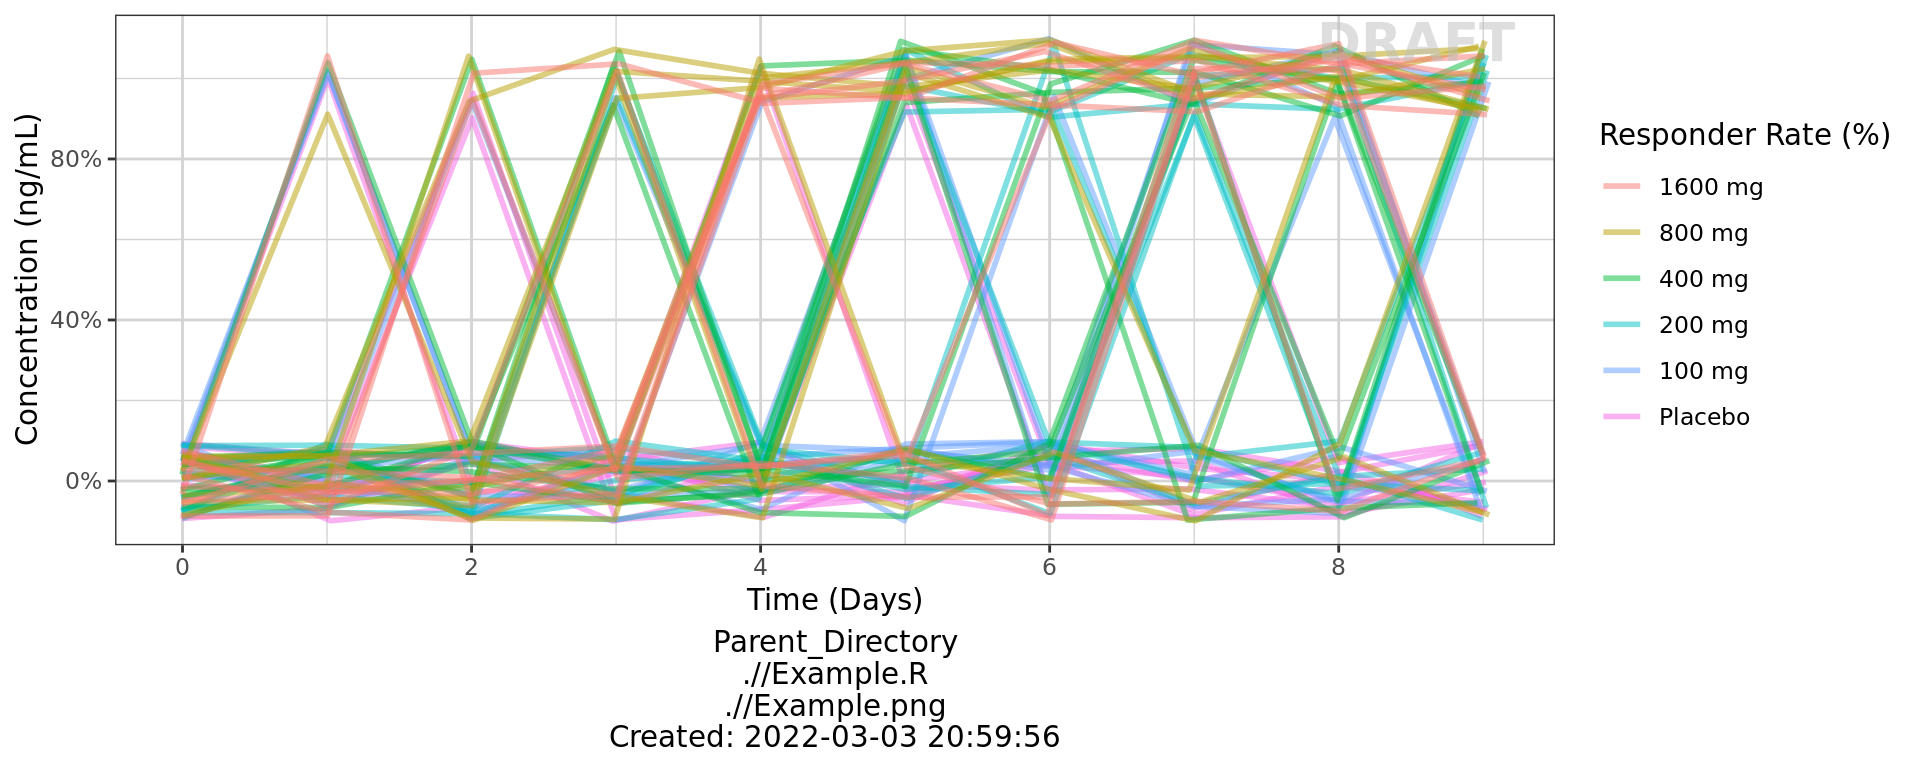 DRAFT
Concentration (ng/mL)
80%
40%
0%
0 2 4 6 8
Time (Days)
Parent_Directory
.//Example.R
.//Example.png
Created: 2022-03-03 20:59:56
Responder Rate (%)
1600 mg
800 mg
400 mg
200 mg
100 mg
Placebo